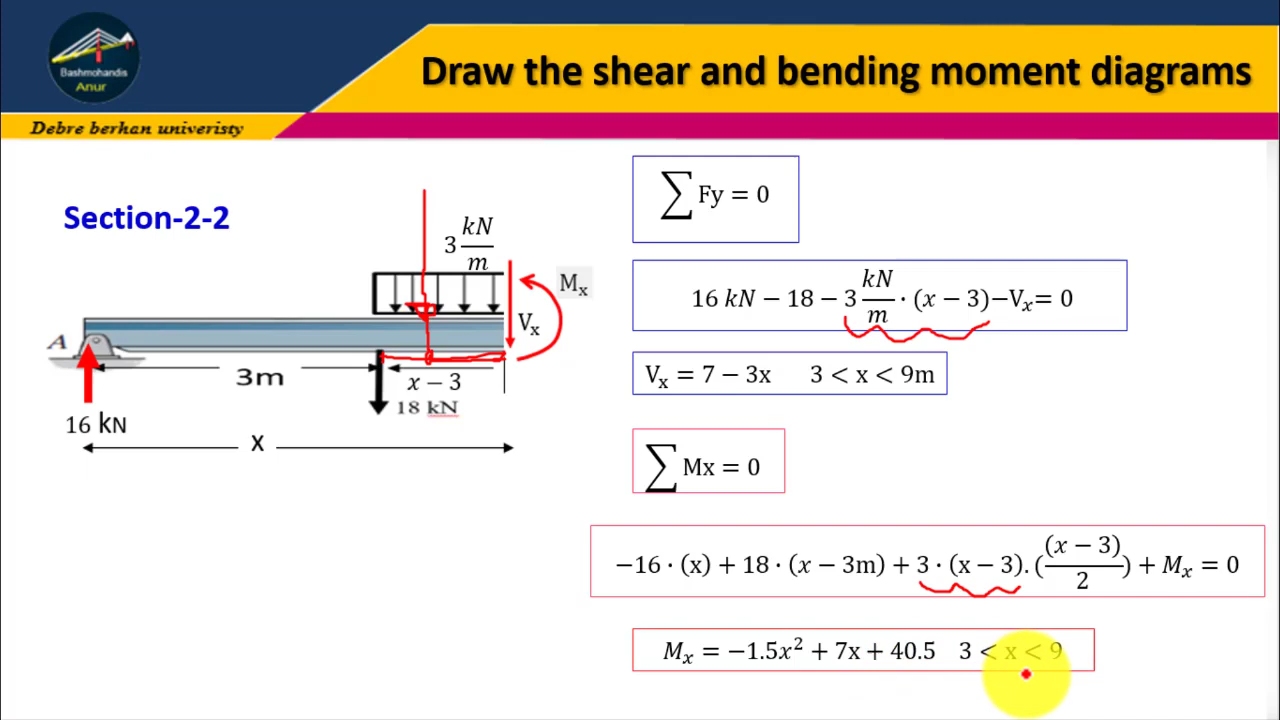 Bashmohandis
Anur
Draw the shear and bending moment diagrams
Debre berhan univeristy
Section-2-2
3 kN/m
Mₓ
Vₓ
A
3m
x − 3
18 kN
16 kN
x
∑ Fy = 0
16 kN − 18 − 3 kN/m · (x − 3)−Vₓ= 0
Vₓ = 7 − 3x 3 < x < 9m
∑ Mx = 0
−16 · (x) + 18 · (x − 3m) + 3 · (x − 3).((x − 3)/2) + Mₓ = 0
Mₓ = −1.5x² + 7x + 40.5 3 < x < 9